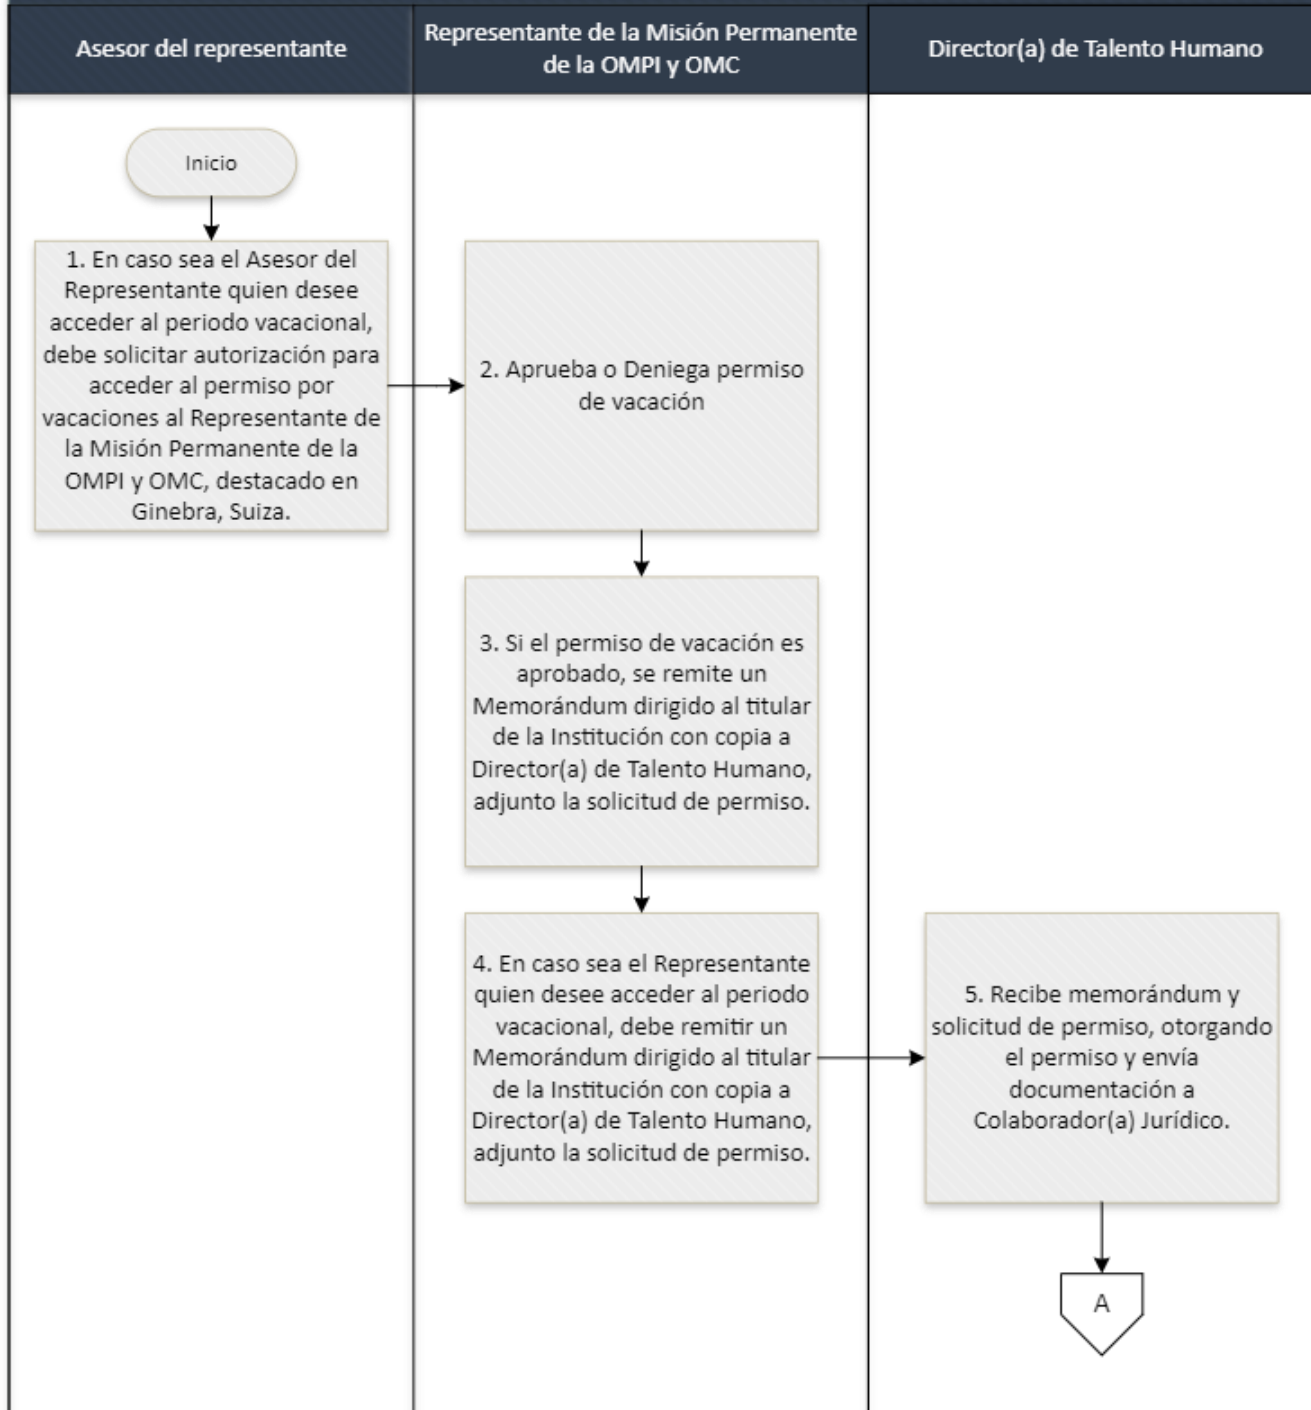 Asesor del representante
Representante de la Misión Permanente
de la OMPI y OMC
Director(a) de Talento Humano
Inicio
1. En caso sea el Asesor del
Representante quien desee
acceder al periodo vacacional,
debe solicitar autorización para
acceder al permiso por
vacaciones al Representante de
la Misión Permanente de la
OMPI y OMC, destacado en
Ginebra, Suiza.
2. Aprueba o Deniega permiso
de vacación
3. Si el permiso de vacación es
aprobado, se remite un
Memorándum dirigido al titular
de la Institución con copia a
Director(a) de Talento Humano,
adjunto la solicitud de permiso.
4. En caso sea el Representante
quien desee acceder al periodo
vacacional, debe remitir un
Memorándum dirigido al titular
de la Institución con copia a
Director(a) de Talento Humano,
adjunto la solicitud de permiso.
5. Recibe memorándum y
solicitud de permiso, otorgando
el permiso y envía
documentación a
Colaborador(a) Jurídico.
A